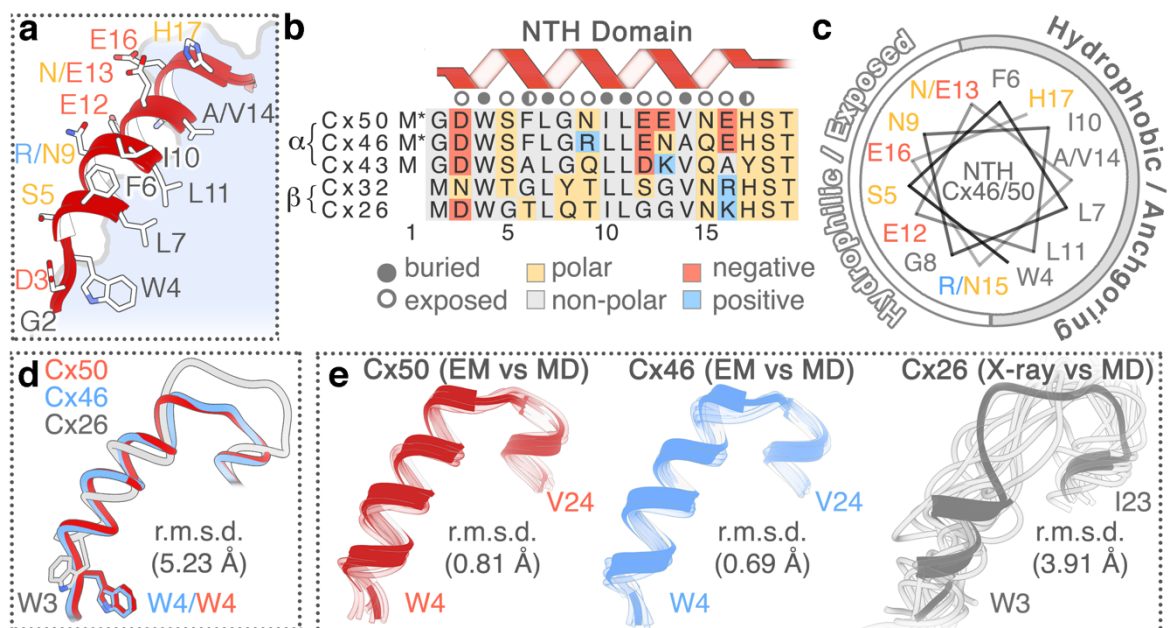 a
H17
E16
N/E13
E12
A/V14
R/N9
I10
F6
S5
L11
L7
D3
W4
G2
b
NTH Domain
Cx50 M* G D W S F L G N I L E E V N E H S T
α { Cx46 M* G D W S F L G R L L E N A Q E H S T
Cx43 M G D W S A L G Q L L D K V Q A Y S T
β { Cx32 M N W T G L Y T L L S G V N R H S T
Cx26 M D W G T L Q T I L G G V N K H S T
1 5 10 15
buried polar negative
exposed non-polar positive
c
Hydrophilic / Exposed
Hydrophobic / Anchgoring
F6
N/E13
H17
N9
I10
E16
A/V14
NTH
Cx46/50
S5
L7
E12
L11
G8
W4
R/N15
d
Cx50
Cx46
Cx26
r.m.s.d.
(5.23 Å)
W3
W4/W4
e
Cx50 (EM vs MD)
V24
r.m.s.d.
(0.81 Å)
W4
Cx46 (EM vs MD)
V24
r.m.s.d.
(0.69 Å)
W4
Cx26 (X-ray vs MD)
I23
r.m.s.d.
(3.91 Å)
W3